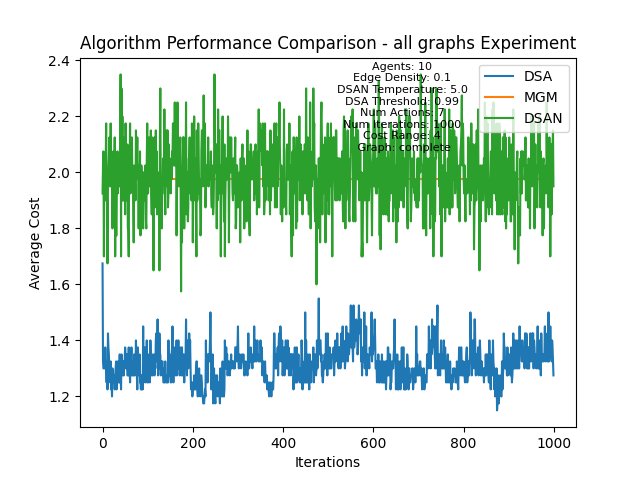 Algorithm Performance Comparison - all graphs Experiment
Agents: 10
Edge Density: 0.1
DSAN Temperature: 5.0
DSA Threshold: 0.99
Num Actions: 7
Num Iterations: 1000
Cost Range: 4
Graph: complete
DSA
MGM
DSAN
Average Cost
2.4
2.2
2.0
1.8
1.6
1.4
1.2
0
200
400
600
800
1000
Iterations